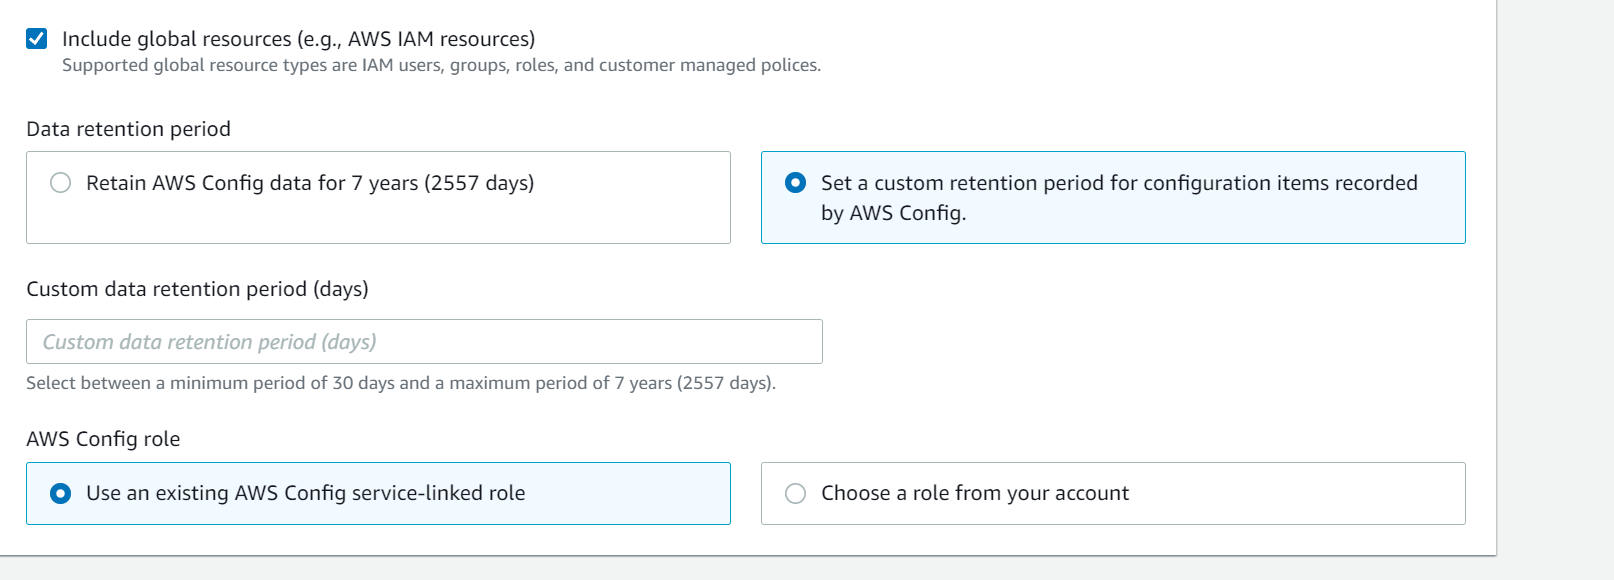 Include global resources (e.g., AWS IAM resources)
Supported global resource types are IAM users, groups, roles, and customer managed polices.
Data retention period
Retain AWS Config data for 7 years (2557 days)
Set a custom retention period for configuration items recorded
by AWS Config.
Custom data retention period (days)
Custom data retention period (days)
Select between a minimum period of 30 days and a maximum period of 7 years (2557 days).
AWS Config role
Use an existing AWS Config service-linked role
Choose a role from your account